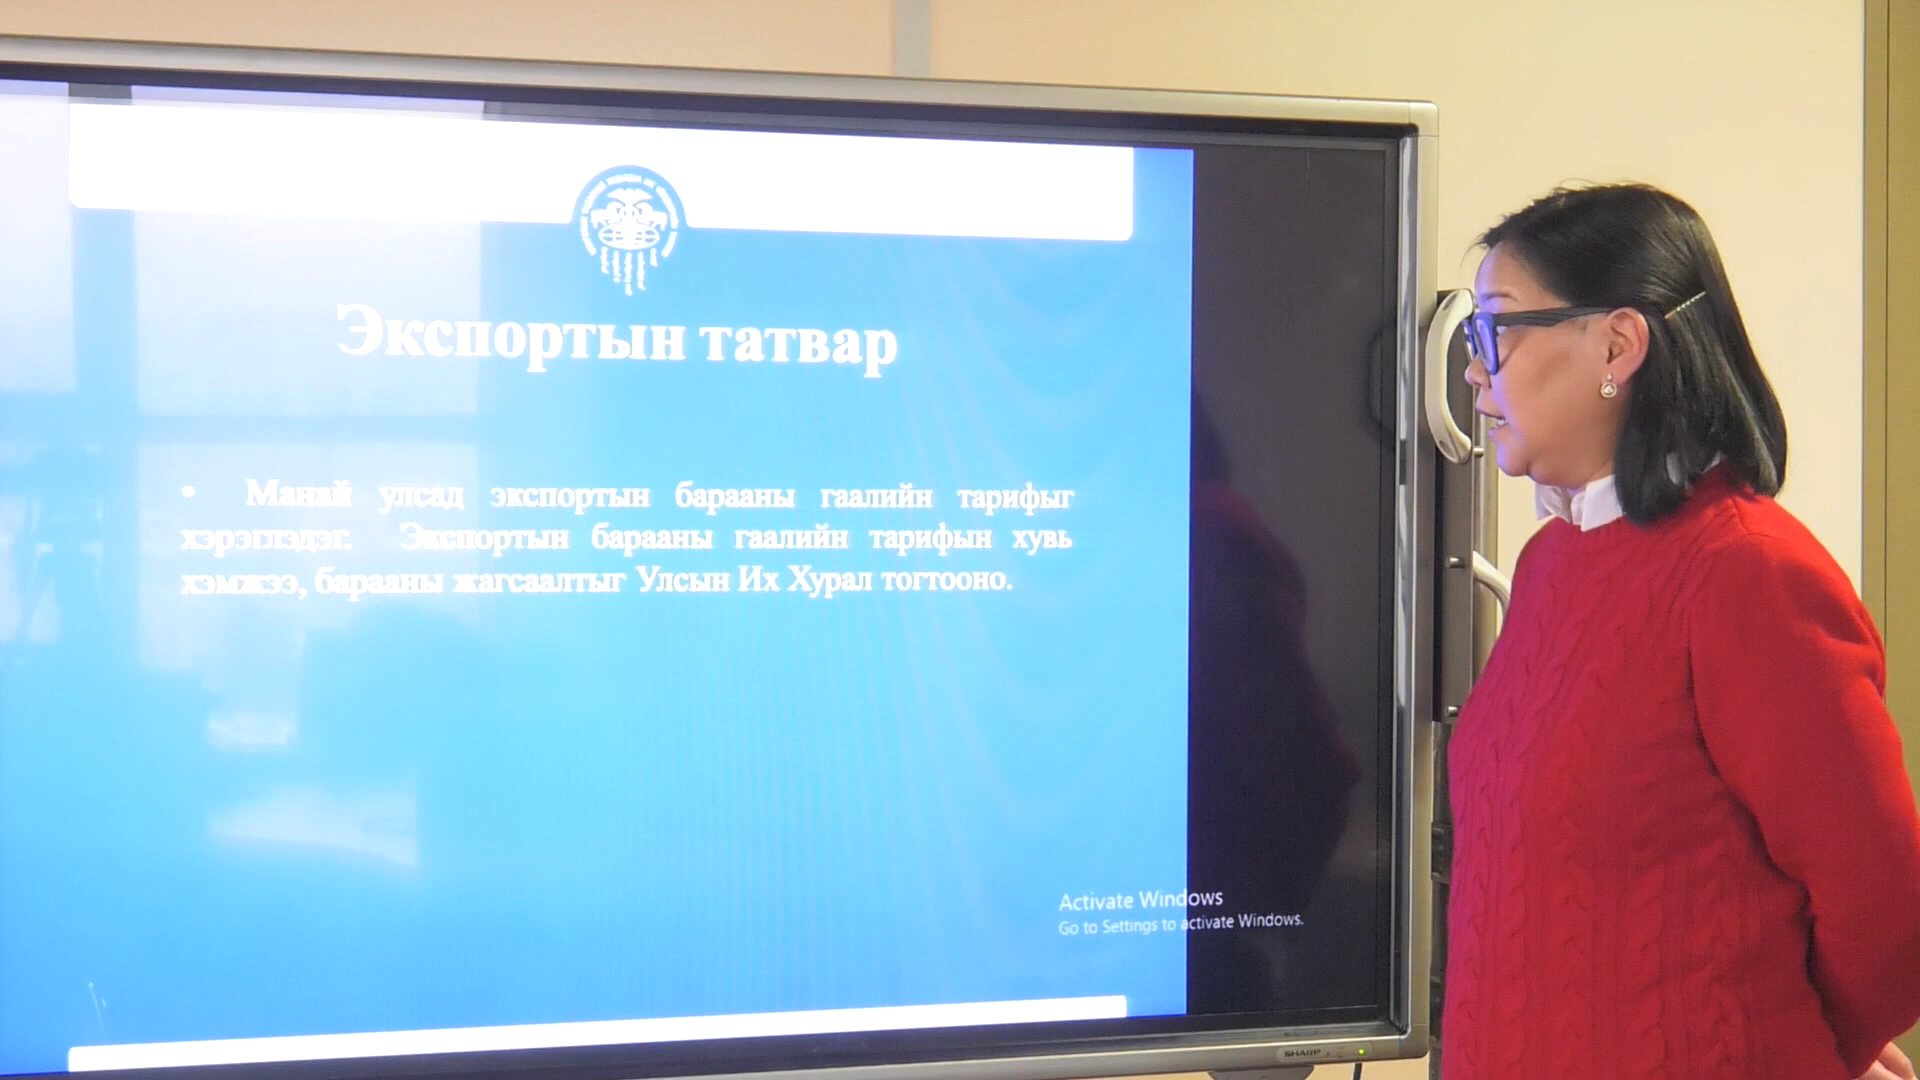 Экспортын татвар
• Манай улсад экспортын барааны гаалийн тарифыг
хэрэглэдэг. Экспортын барааны гаалийн тарифын хувь
хэмжээ, барааны жагсаалтыг Улсын Их Хурал тогтооно.
Activate Windows
Go to Settings to activate Windows.
SHARP